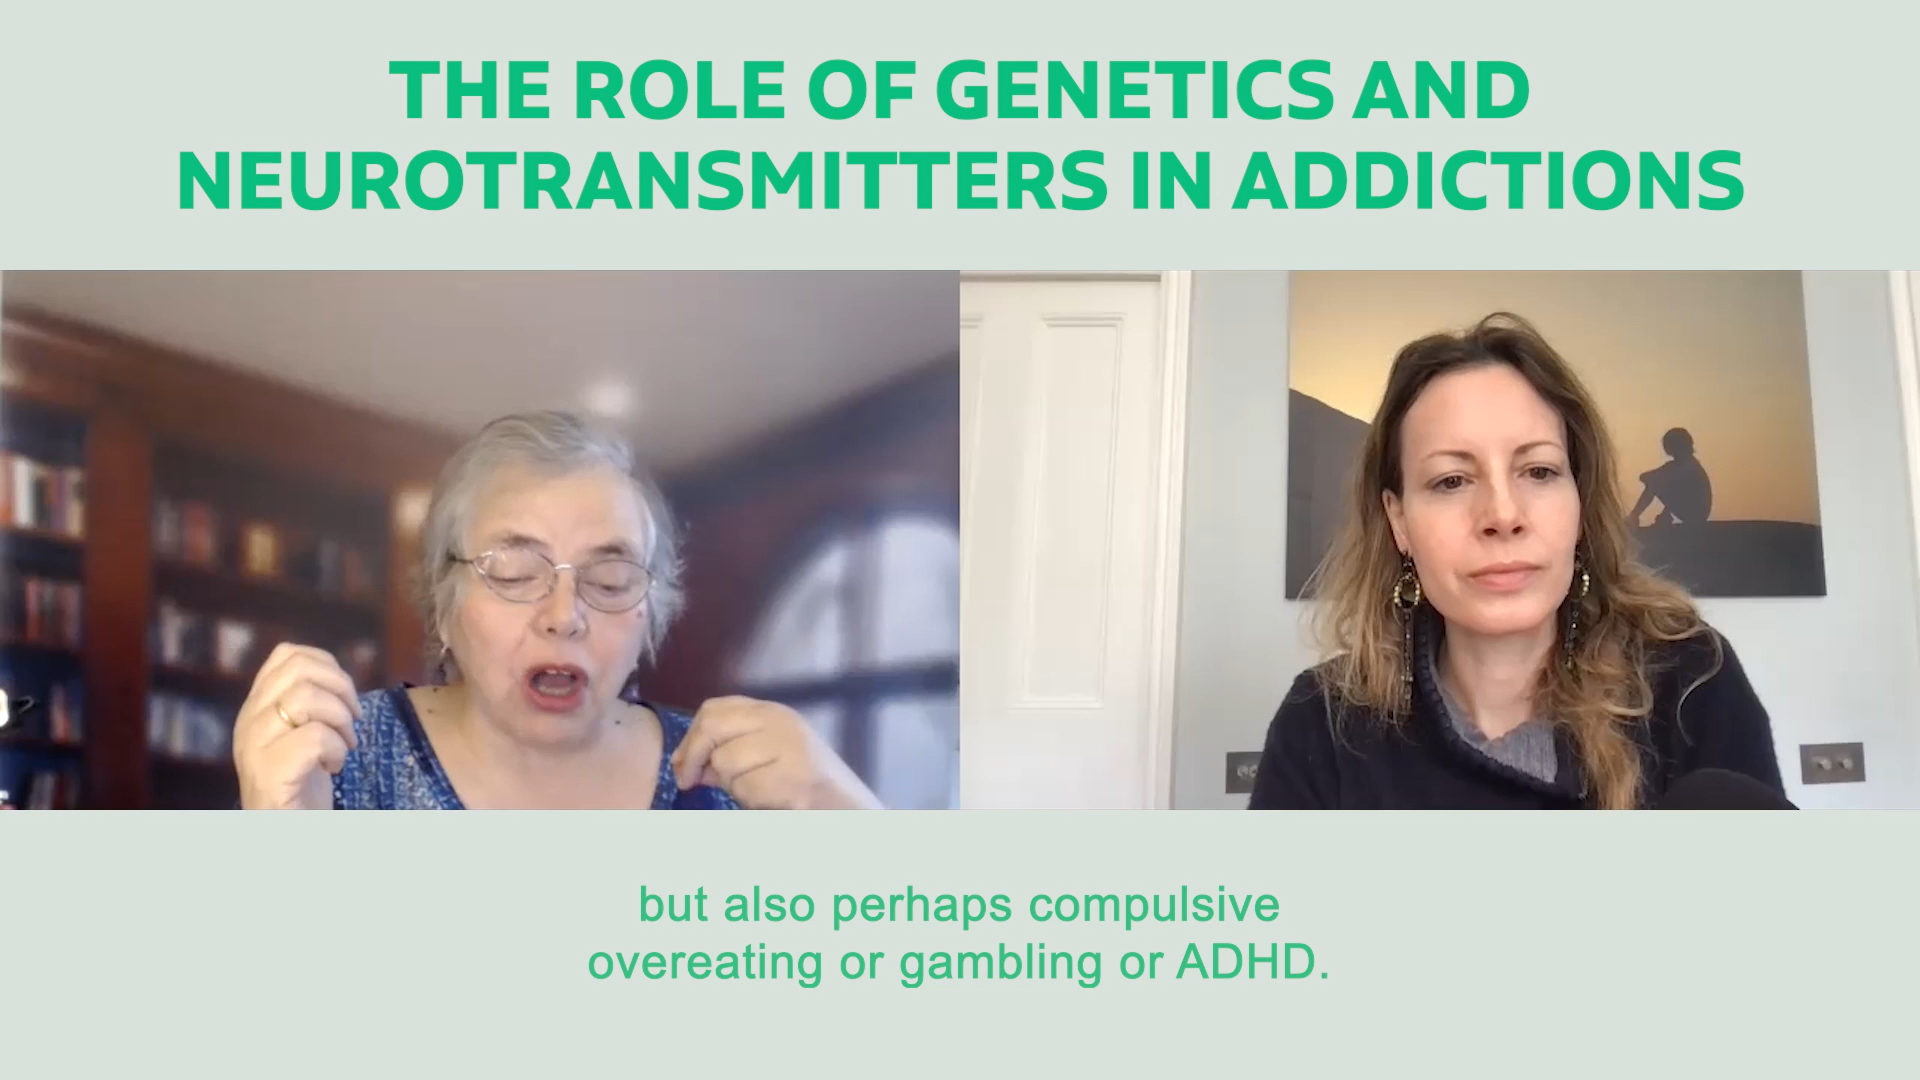 THE ROLE OF GENETICS AND
NEUROTRANSMITTERS IN ADDICTIONS
but also perhaps compulsive
overeating or gambling or ADHD.